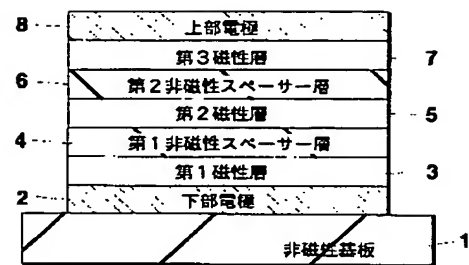 8 上部電極
第3磁性層 7
6 第2非磁性スペーサー層
第2磁性層 5
4 第1非磁性スペーサー層
第1磁性層 3
2 下部電極
非磁性基板 1